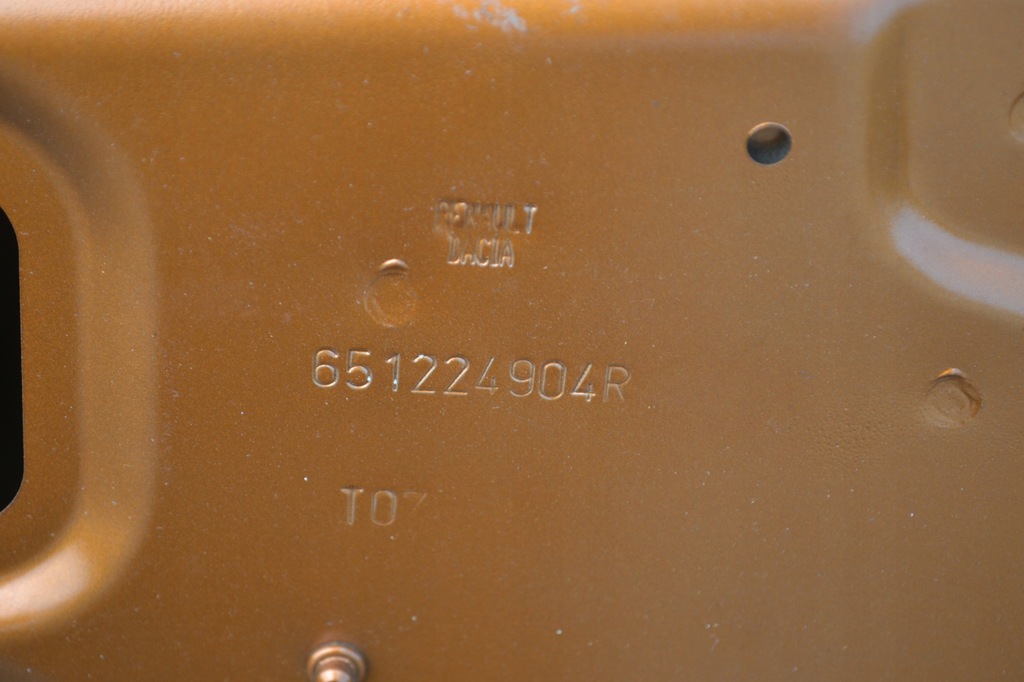 RENAULT
DACIA
651224904R
T07